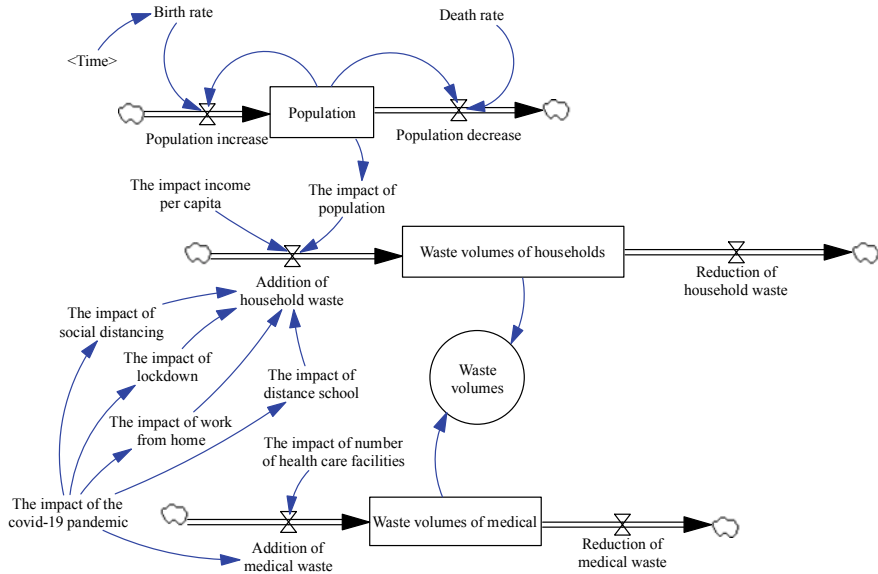 Birth rate
Death rate
<Time>
Population
Population increase
Population decrease
The impact income
per capita
The impact of
population
Waste volumes of households
Addition of
household waste
Reduction of
household waste
The impact of
social distancing
The impact of
lockdown
Waste
volumes
The impact of
distance school
The impact of work
from home
The impact of number
of health care facilities
The impact of the
covid-19 pandemic
Waste volumes of medical
Addition of
medical waste
Reduction of
medical waste